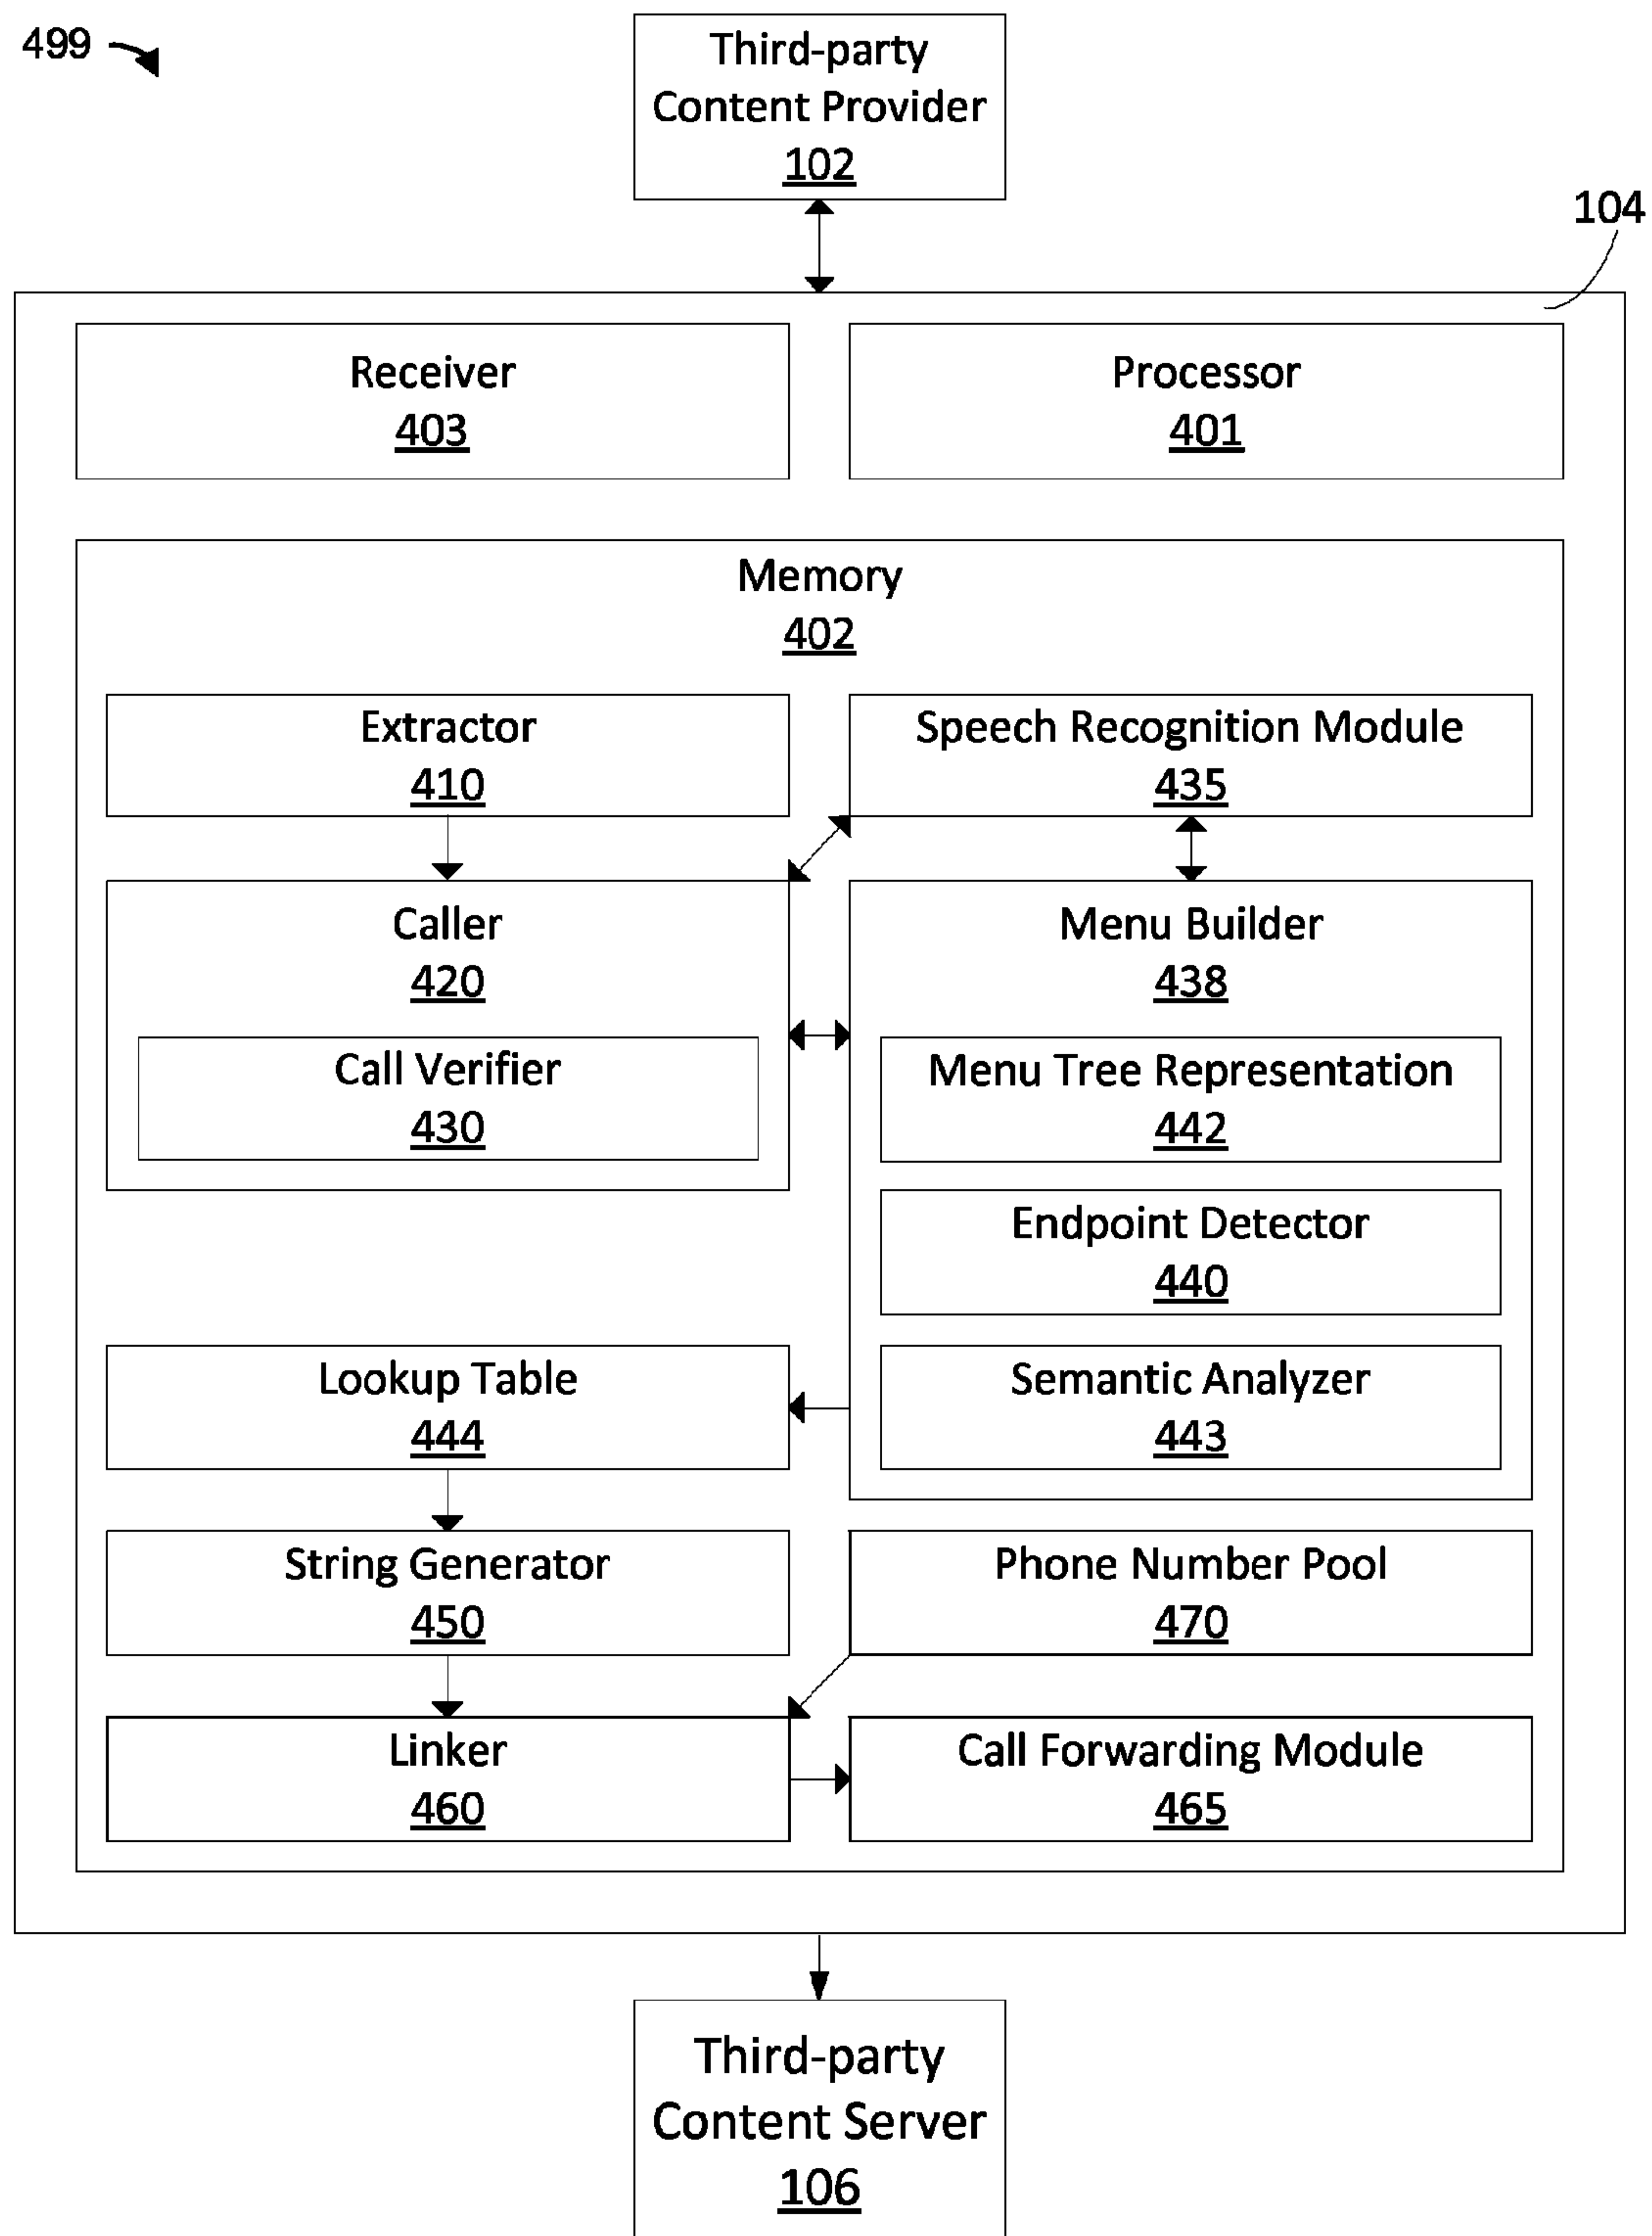 499
Third-party
Content Provider
102
104
Receiver
403
Processor
401
Memory
402
Extractor
410
Speech Recognition Module
435
Caller
420
Call Verifier
430
Menu Builder
438
Menu Tree Representation
442
Endpoint Detector
440
Semantic Analyzer
443
Lookup Table
444
String Generator
450
Phone Number Pool
470
Linker
460
Call Forwarding Module
465
Third-party
Content Server
106